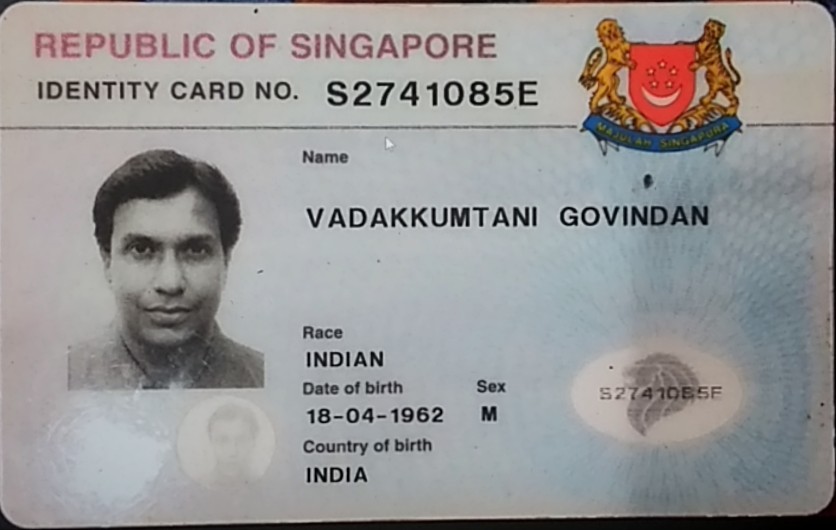 REPUBLIC OF SINGAPORE
IDENTITY CARD NO. S2741085E
MAJULAH SINGAPURA
Name
VADAKKUMTANI GOVINDAN
Race
INDIAN
Date of birth Sex
18-04-1962 M
Country of birth
INDIA
S2741085E